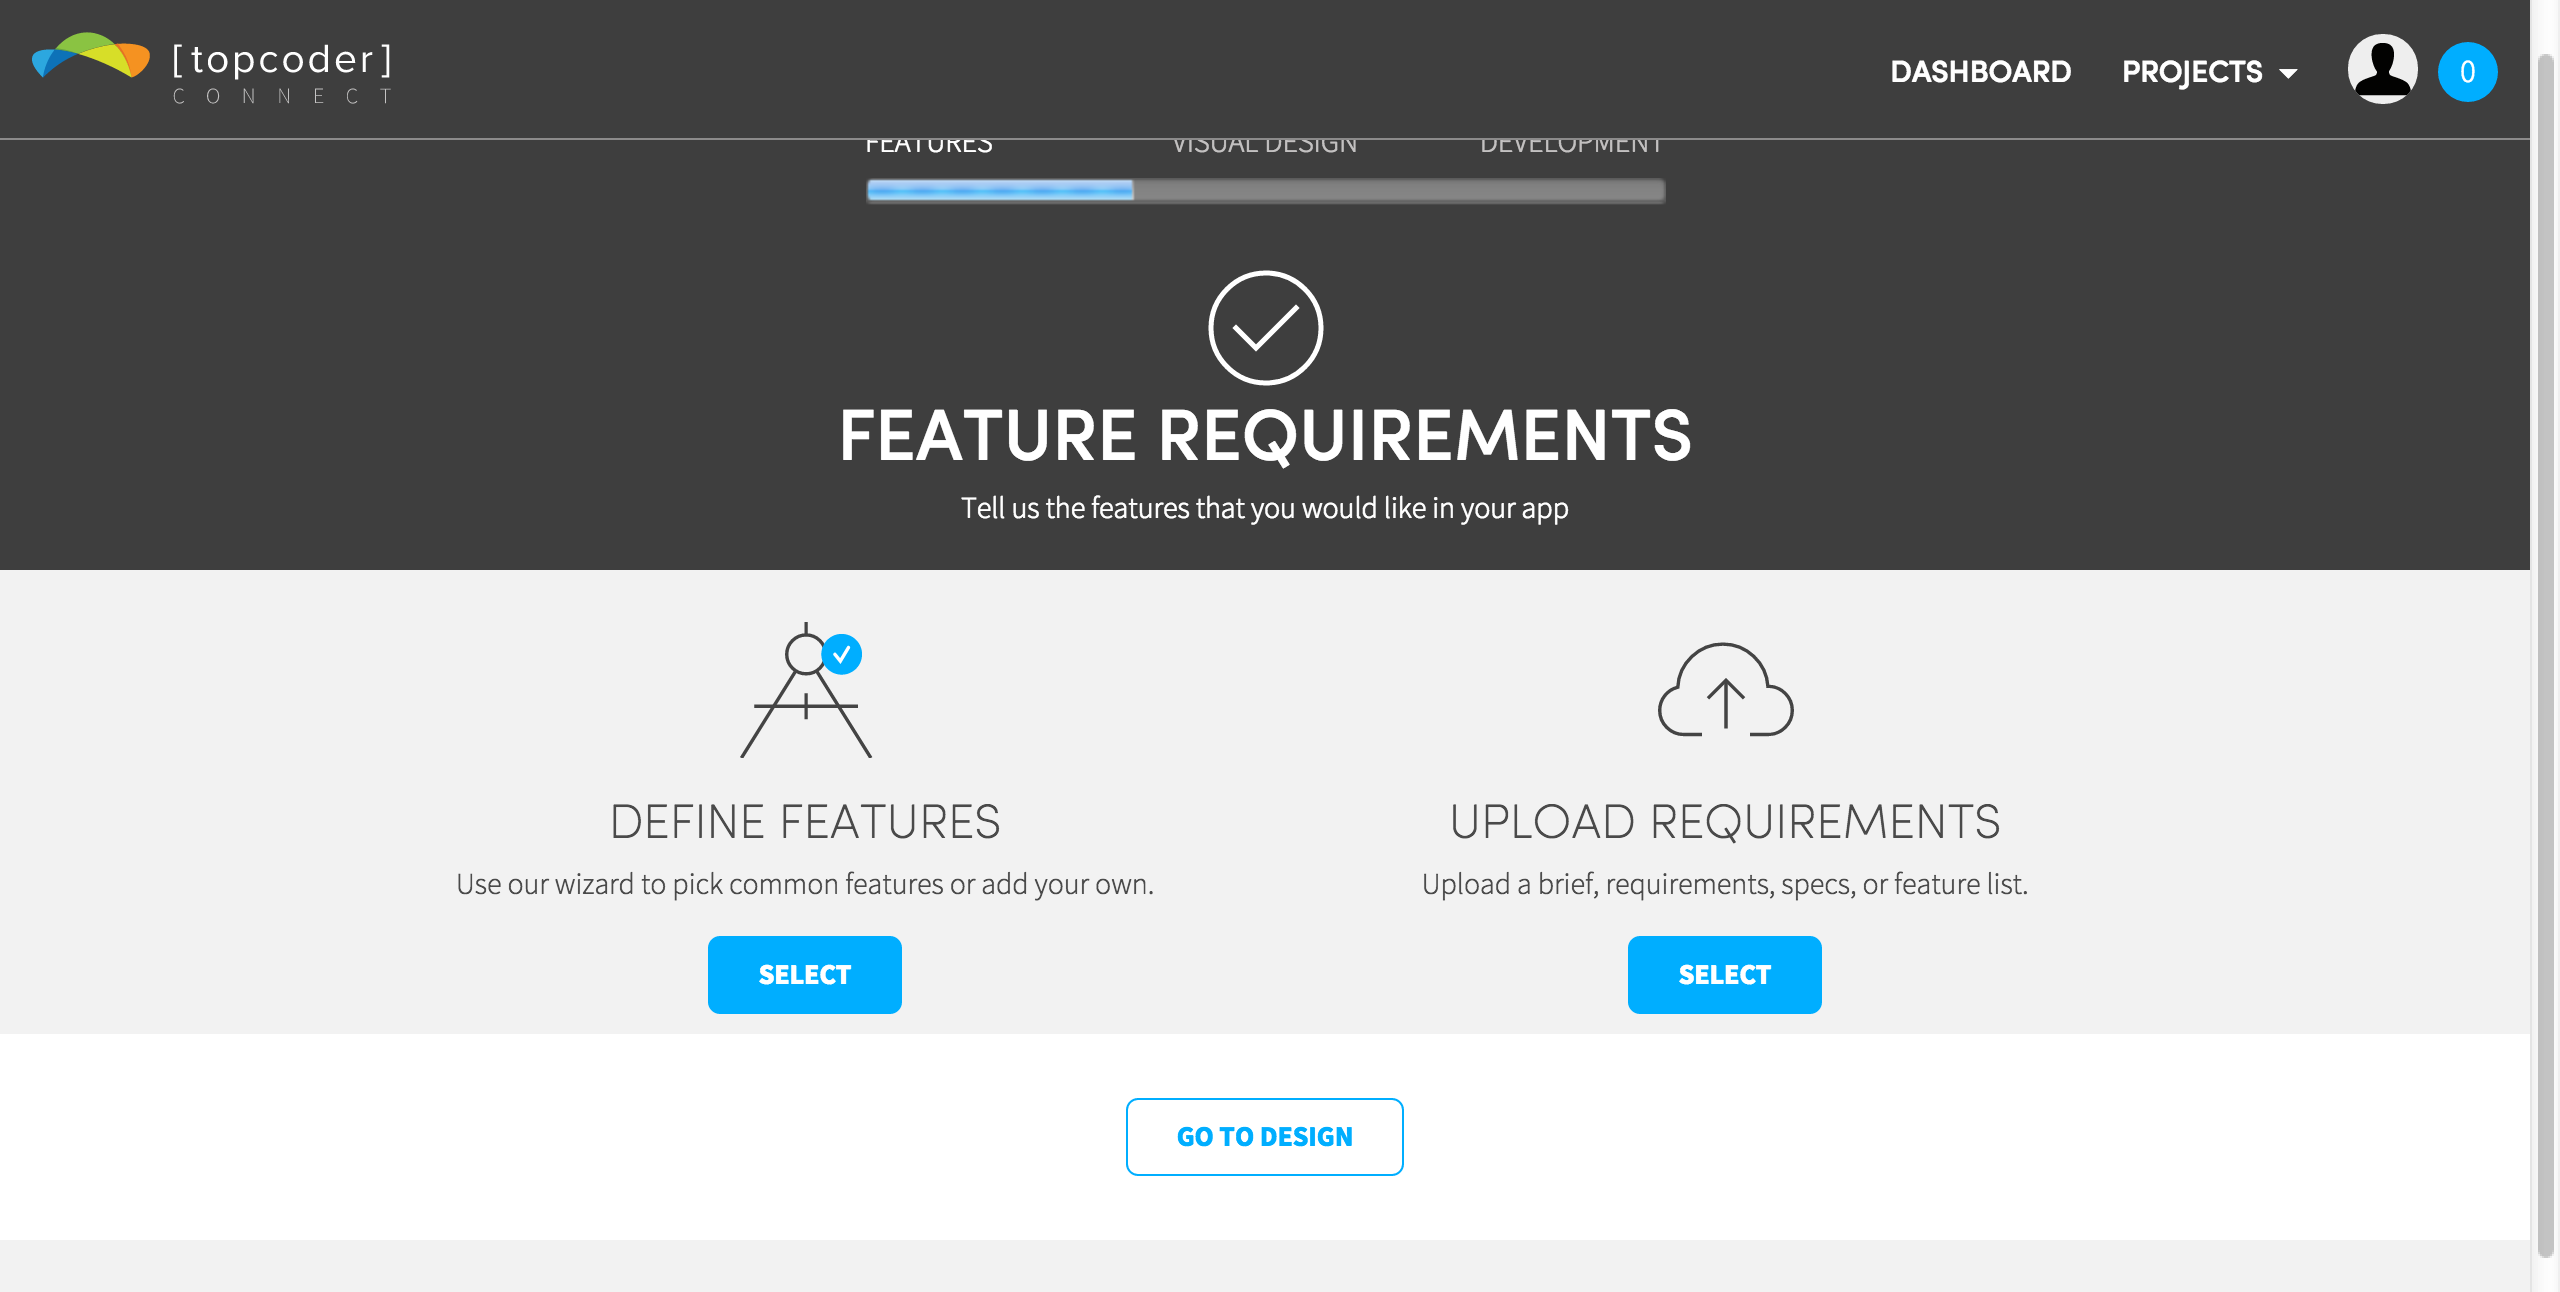 [topcoder]
CONNECT
DASHBOARD
PROJECTS
0
FEATURES
VISUAL DESIGN
DEVELOPMENT
FEATURE REQUIREMENTS
Tell us the features that you would like in your app
DEFINE FEATURES
Use our wizard to pick common features or add your own.
SELECT
UPLOAD REQUIREMENTS
Upload a brief, requirements, specs, or feature list.
SELECT
GO TO DESIGN